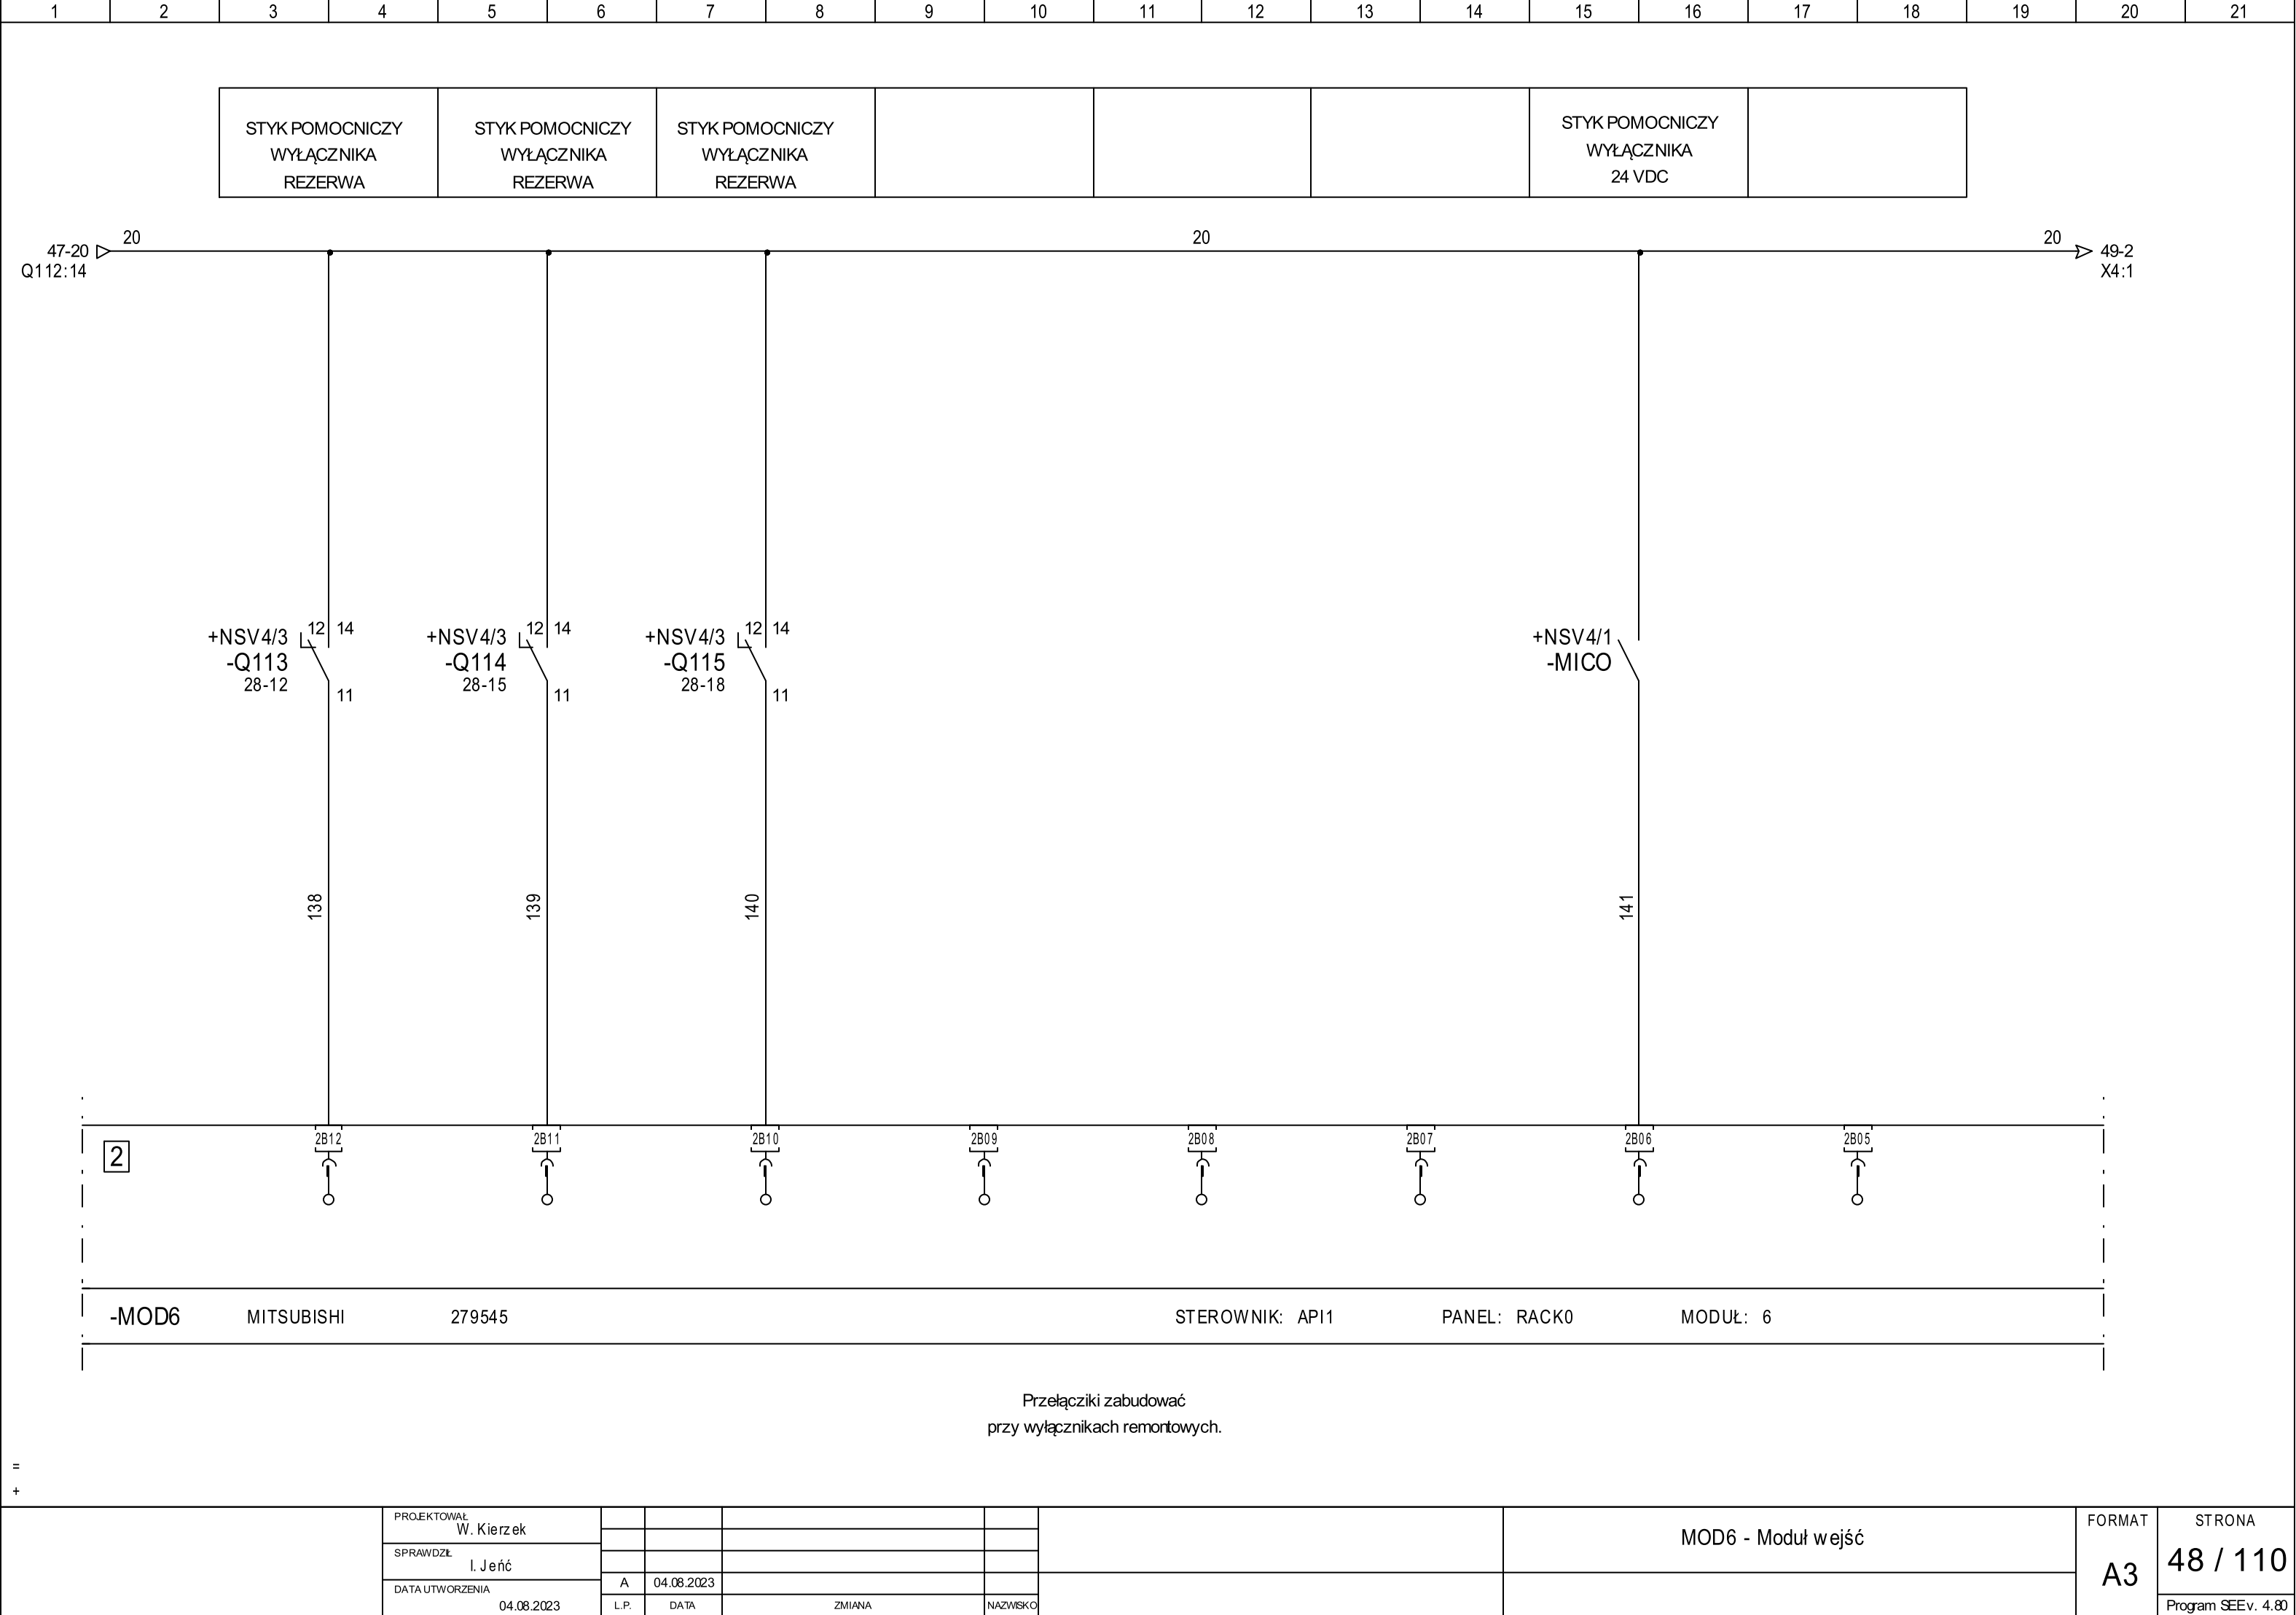 1 2 3 4 5 6 7 8 9 10 11 12 13 14 15 16 17 18 19 20 21
STYK POMOCNICZY
WYŁĄCZNIKA
REZERWA
STYK POMOCNICZY
WYŁĄCZNIKA
REZERWA
STYK POMOCNICZY
WYŁĄCZNIKA
REZERWA
STYK POMOCNICZY
WYŁĄCZNIKA
24 VDC
20 20 20
47-20
Q112:14
49-2
X4:1
+NSV4/3 12 14
-Q113
28-12 11
+NSV4/3 12 14
-Q114
28-15 11
+NSV4/3 12 14
-Q115
28-18 11
+NSV4/1
-MICO
138 139 140 141
2B12 2B11 2B10 2B09 2B08 2B07 2B06 2B05
2
-MOD6 MITSUBISHI 279545 STEROWNIK: API1 PANEL: RACK0 MODUŁ: 6
Przełącziki zabudować
przy wyłącznikach remontowych.
=
+
PROJEKTOWAŁ
W. Kierzek
SPRAWDZIŁ
I. Jeńć
DATA UTWORZENIA
04.08.2023
A 04.08.2023
L.P. DATA ZMIANA NAZWISKO
MOD6 - Moduł wejść
FORMAT
A3
STRONA
48 / 110
Program SEE v. 4.80